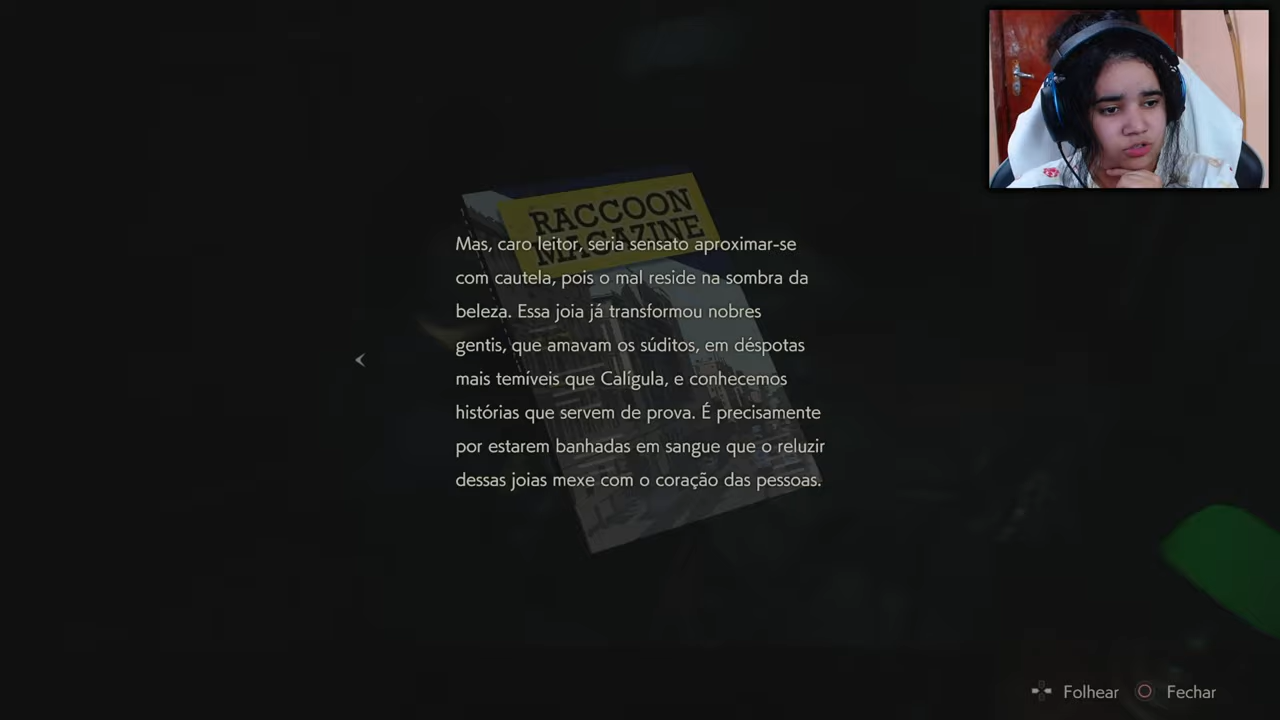 RACCOON
MAGAZINE
Mas, caro leitor, seria sensato aproximar-se
com cautela, pois o mal reside na sombra da
beleza. Essa joia já transformou nobres
gentis, que amavam os súditos, em déspotas
mais temíveis que Calígula, e conhecemos
histórias que servem de prova. É precisamente
por estarem banhadas em sangue que o reluzir
dessas joias mexe com o coração das pessoas.
Folhear
Fechar